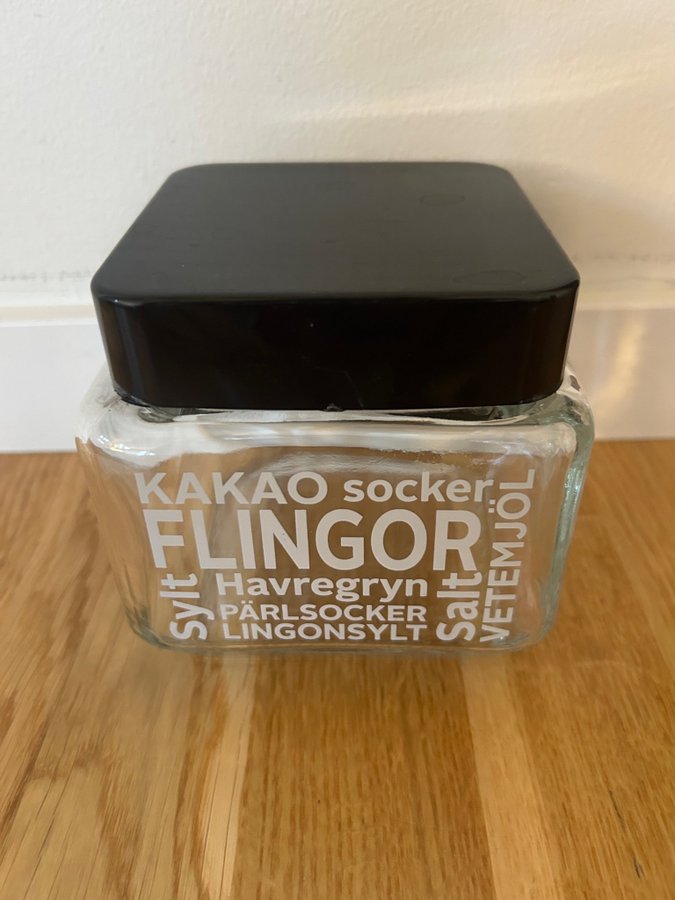 KAKAO socker
FLINGOR
Sylt
Havregryn
PÄRLSOCKER
LINGONSYLT
Salt
VETEMJÖL